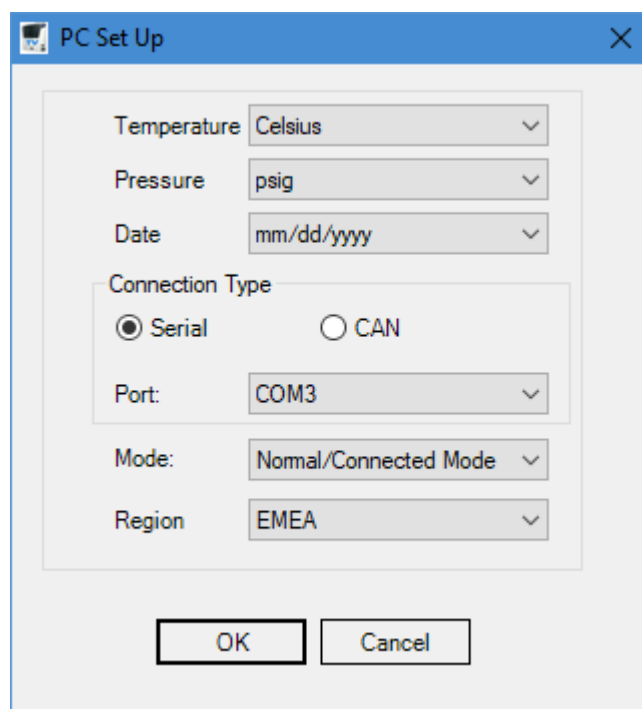 PC Set Up
Temperature Celsius
Pressure psig
Date mm/dd/yyyy
Connection Type
Serial CAN
Port: COM3
Mode: Normal/Connected Mode
Region EMEA
OK Cancel